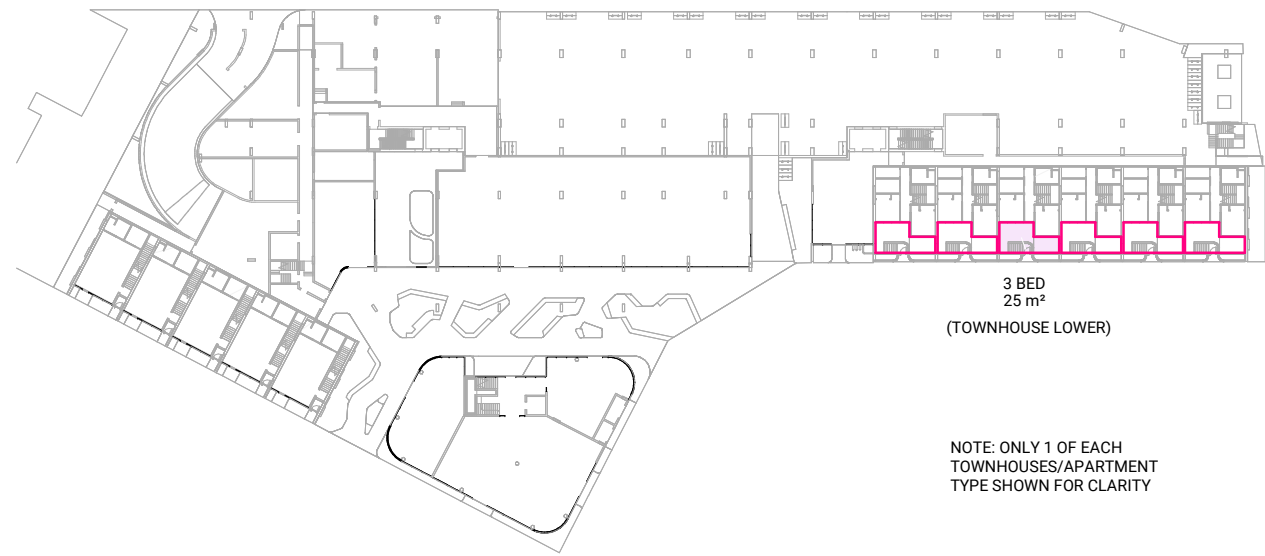 3 BED
25 m²
(TOWNHOUSE LOWER)
NOTE: ONLY 1 OF EACH
TOWNHOUSES/APARTMENT
TYPE SHOWN FOR CLARITY